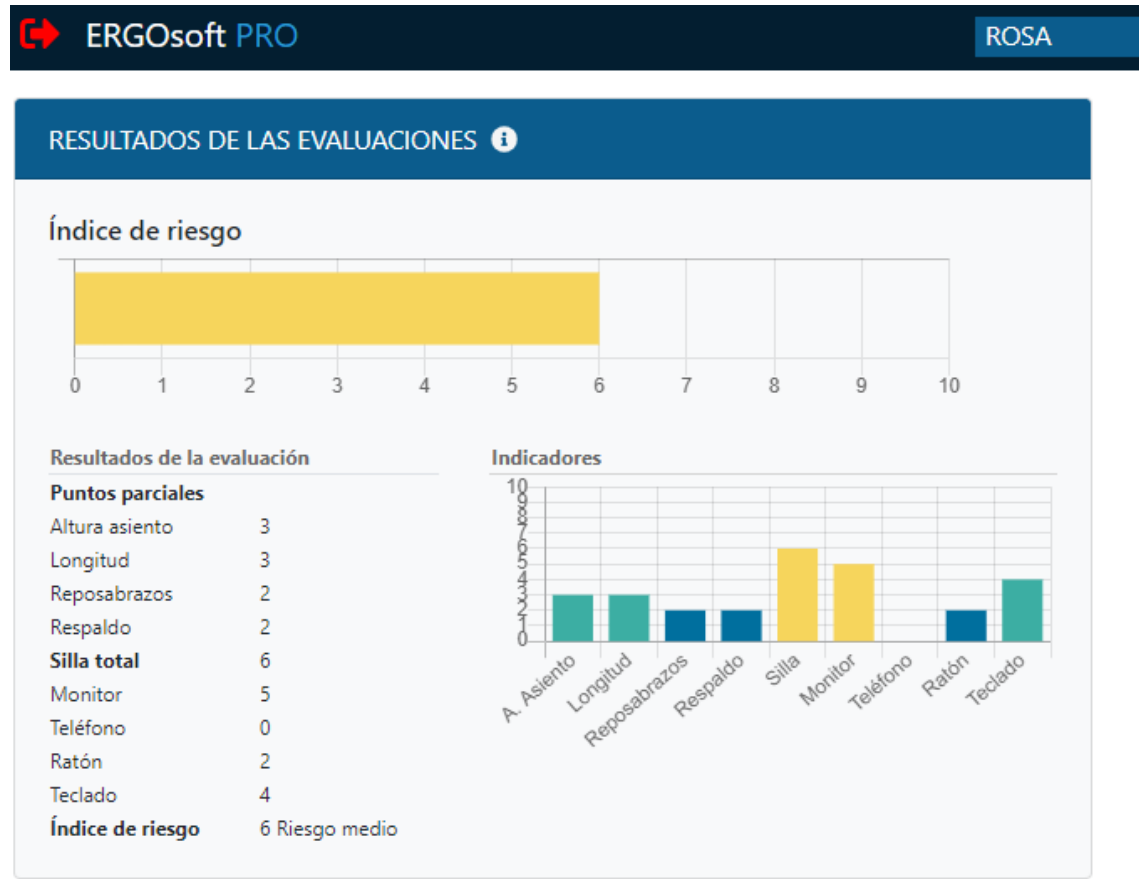 ERGOsoft PRO
ROSA
RESULTADOS DE LAS EVALUACIONES
Índice de riesgo
0 1 2 3 4 5 6 7 8 9 10
Resultados de la evaluación
Puntos parciales
Altura asiento 3
Longitud 3
Reposabrazos 2
Respaldo 2
Silla total 6
Monitor 5
Teléfono 0
Ratón 2
Teclado 4
Índice de riesgo 6 Riesgo medio
Indicadores
10
9
8
7
6
5
4
3
2
1
0
A. Asiento
Longitud
Reposabrazos
Respaldo
Silla
Monitor
Teléfono
Ratón
Teclado